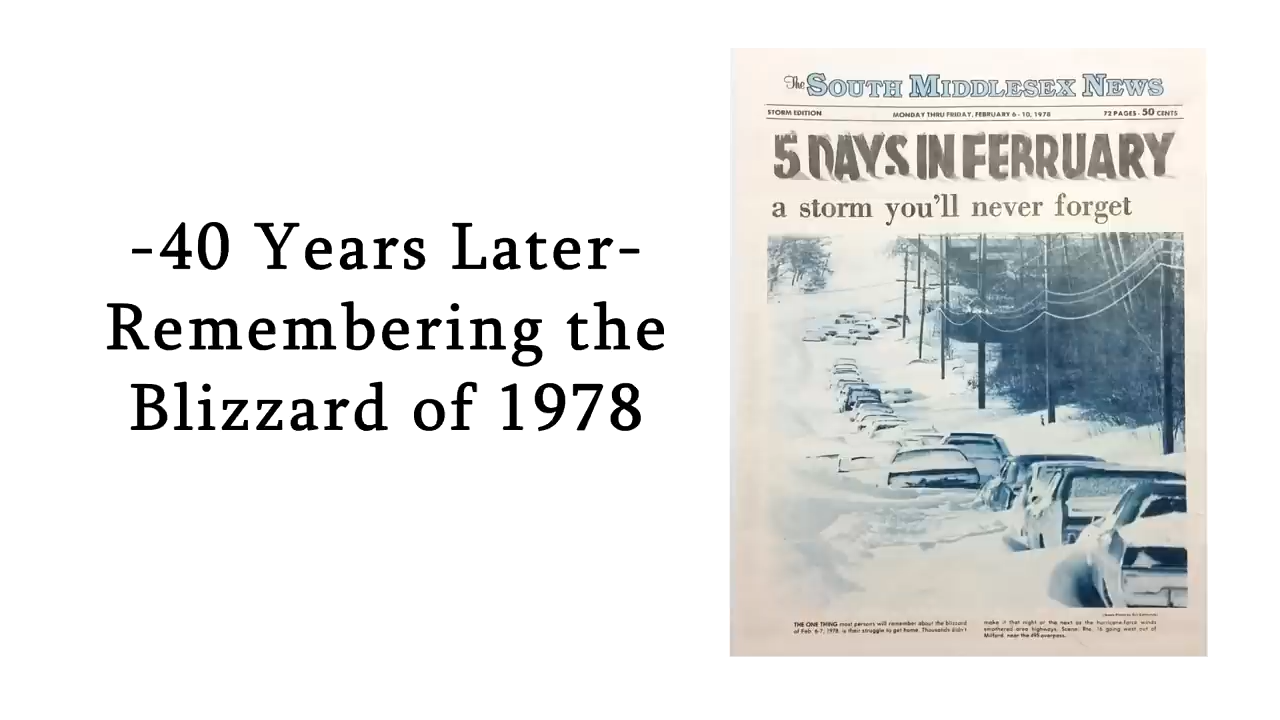 -40 Years Later-
Remembering the
Blizzard of 1978
The SOUTH MIDDLESEX NEWS
STORM EDITION MONDAY THRU FRIDAY, FEBRUARY 6 - 10, 1978 72 PAGES - 50 CENTS
5 DAYS IN FEBRUARY
a storm you'll never forget
THE ONE THING most persons will remember about the blizzard
of Feb. 6-7, 1978, is their struggle to get home. Thousands didn't
make it that night or the next as the hurricane-force winds
smothered area highways. Scene: Rte. 16 going west out of
Milford, near the 495 overpass.